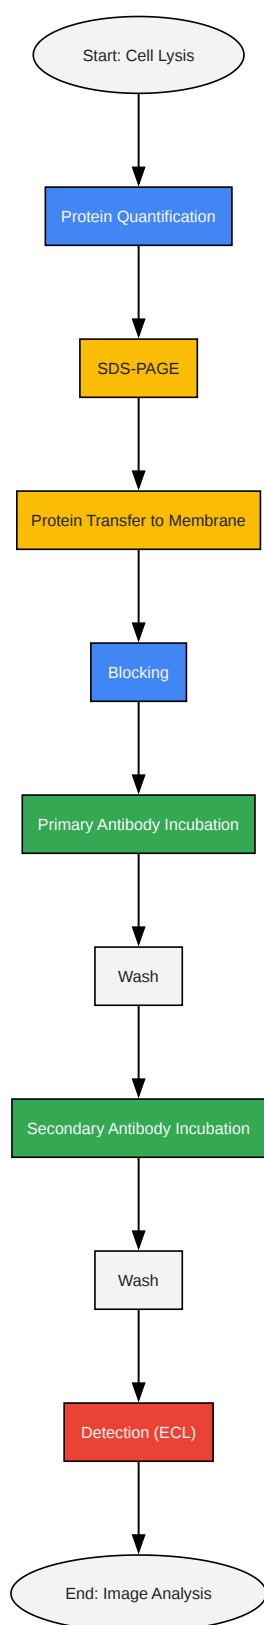 Start: Cell Lysis
Protein Quantification
SDS-PAGE
Protein Transfer to Membrane
Blocking
Primary Antibody Incubation
Wash
Secondary Antibody Incubation
Wash
Detection (ECL)
End: Image Analysis